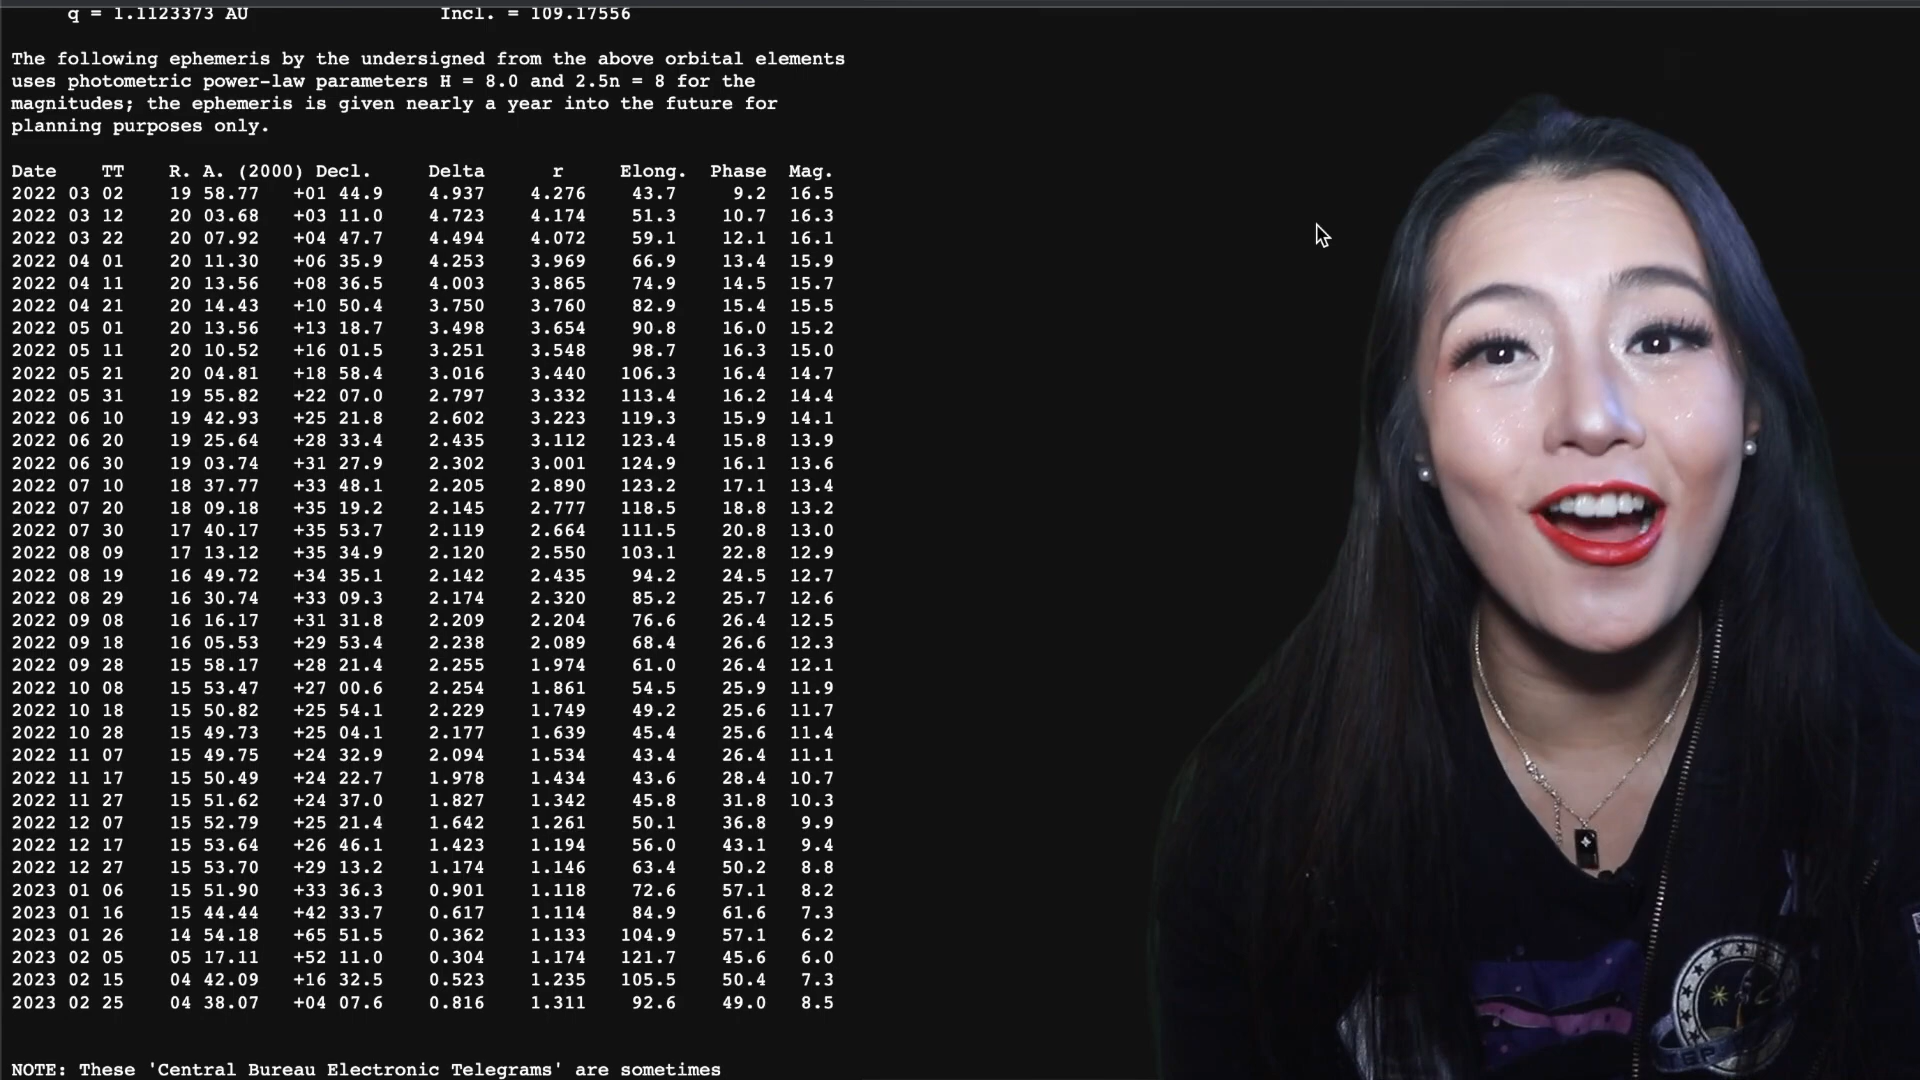 q = 1.1123373 AU                 Incl. = 109.17556
The following ephemeris by the undersigned from the above orbital elements
uses photometric power-law parameters H = 8.0 and 2.5n = 8 for the
magnitudes; the ephemeris is given nearly a year into the future for
planning purposes only.
Date    TT    R. A. (2000) Decl.     Delta      r     Elong.  Phase  Mag.
2022 03 02    19 58.77   +01 44.9    4.937    4.276    43.7     9.2  16.5
2022 03 12    20 03.68   +03 11.0    4.723    4.174    51.3    10.7  16.3
2022 03 22    20 07.92   +04 47.7    4.494    4.072    59.1    12.1  16.1
2022 04 01    20 11.30   +06 35.9    4.253    3.969    66.9    13.4  15.9
2022 04 11    20 13.56   +08 36.5    4.003    3.865    74.9    14.5  15.7
2022 04 21    20 14.43   +10 50.4    3.750    3.760    82.9    15.4  15.5
2022 05 01    20 13.56   +13 18.7    3.498    3.654    90.8    16.0  15.2
2022 05 11    20 10.52   +16 01.5    3.251    3.548    98.7    16.3  15.0
2022 05 21    20 04.81   +18 58.4    3.016    3.440   106.3    16.4  14.7
2022 05 31    19 55.82   +22 07.0    2.797    3.332   113.4    16.2  14.4
2022 06 10    19 42.93   +25 21.8    2.602    3.223   119.3    15.9  14.1
2022 06 20    19 25.64   +28 33.4    2.435    3.112   123.4    15.8  13.9
2022 06 30    19 03.74   +31 27.9    2.302    3.001   124.9    16.1  13.6
2022 07 10    18 37.77   +33 48.1    2.205    2.890   123.2    17.1  13.4
2022 07 20    18 09.18   +35 19.2    2.145    2.777   118.5    18.8  13.2
2022 07 30    17 40.17   +35 53.7    2.119    2.664   111.5    20.8  13.0
2022 08 09    17 13.12   +35 34.9    2.120    2.550   103.1    22.8  12.9
2022 08 19    16 49.72   +34 35.1    2.142    2.435    94.2    24.5  12.7
2022 08 29    16 30.74   +33 09.3    2.174    2.320    85.2    25.7  12.6
2022 09 08    16 16.17   +31 31.8    2.209    2.204    76.6    26.4  12.5
2022 09 18    16 05.53   +29 53.4    2.238    2.089    68.4    26.6  12.3
2022 09 28    15 58.17   +28 21.4    2.255    1.974    61.0    26.4  12.1
2022 10 08    15 53.47   +27 00.6    2.254    1.861    54.5    25.9  11.9
2022 10 18    15 50.82   +25 54.1    2.229    1.749    49.2    25.6  11.7
2022 10 28    15 49.73   +25 04.1    2.177    1.639    45.4    25.6  11.4
2022 11 07    15 49.75   +24 32.9    2.094    1.534    43.4    26.4  11.1
2022 11 17    15 50.49   +24 22.7    1.978    1.434    43.6    28.4  10.7
2022 11 27    15 51.62   +24 37.0    1.827    1.342    45.8    31.8  10.3
2022 12 07    15 52.79   +25 21.4    1.642    1.261    50.1    36.8   9.9
2022 12 17    15 53.64   +26 46.1    1.423    1.194    56.0    43.1   9.4
2022 12 27    15 53.70   +29 13.2    1.174    1.146    63.4    50.2   8.8
2023 01 06    15 51.90   +33 36.3    0.901    1.118    72.6    57.1   8.2
2023 01 16    15 44.44   +42 33.7    0.617    1.114    84.9    61.6   7.3
2023 01 26    14 54.18   +65 51.5    0.362    1.133   104.9    57.1   6.2
2023 02 05    05 17.11   +52 11.0    0.304    1.174   121.7    45.6   6.0
2023 02 15    04 42.09   +16 32.5    0.523    1.235   105.5    50.4   7.3
2023 02 25    04 38.07   +04 07.6    0.816    1.311    92.6    49.0   8.5
NOTE: These 'Central Bureau Electronic Telegrams' are sometimes